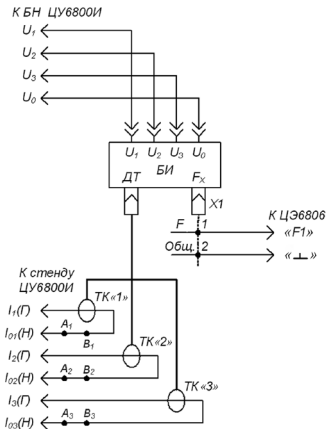 К БН ЦУ6800И
U1
U2
U3
U0
U1 U2 U3 U0
БИ
ДТ FX
X1
К ЦЭ6806
F 1 «F1»
Общ. 2 «⊥»
К стенду
ЦУ6800И
ТК«1»
I1(Г)
A1
I01(Н)
B1
ТК«2»
I2(Г)
A2 B2
I02(Н)
ТК«3»
I3(Г)
A3 B3
I03(Н)